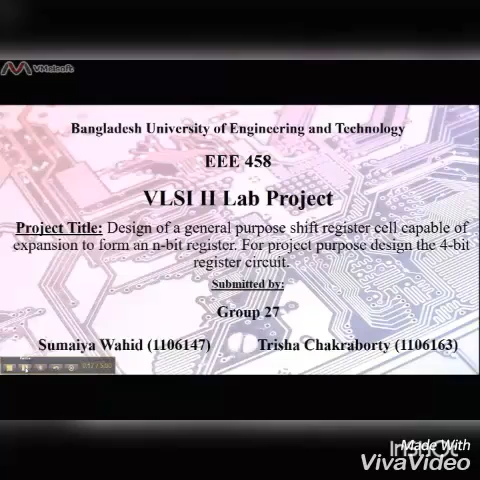 VMelsoft
Bangladesh University of Engineering and Technology
EEE 458
VLSI II Lab Project
Project Title: Design of a general purpose shift register cell capable of
expansion to form an n-bit register. For project purpose design the 4-bit
register circuit.
Submitted by:
Group 27
Sumaiya Wahid (1106147) Trisha Chakraborty (1106163)
Made With
VivaVideo